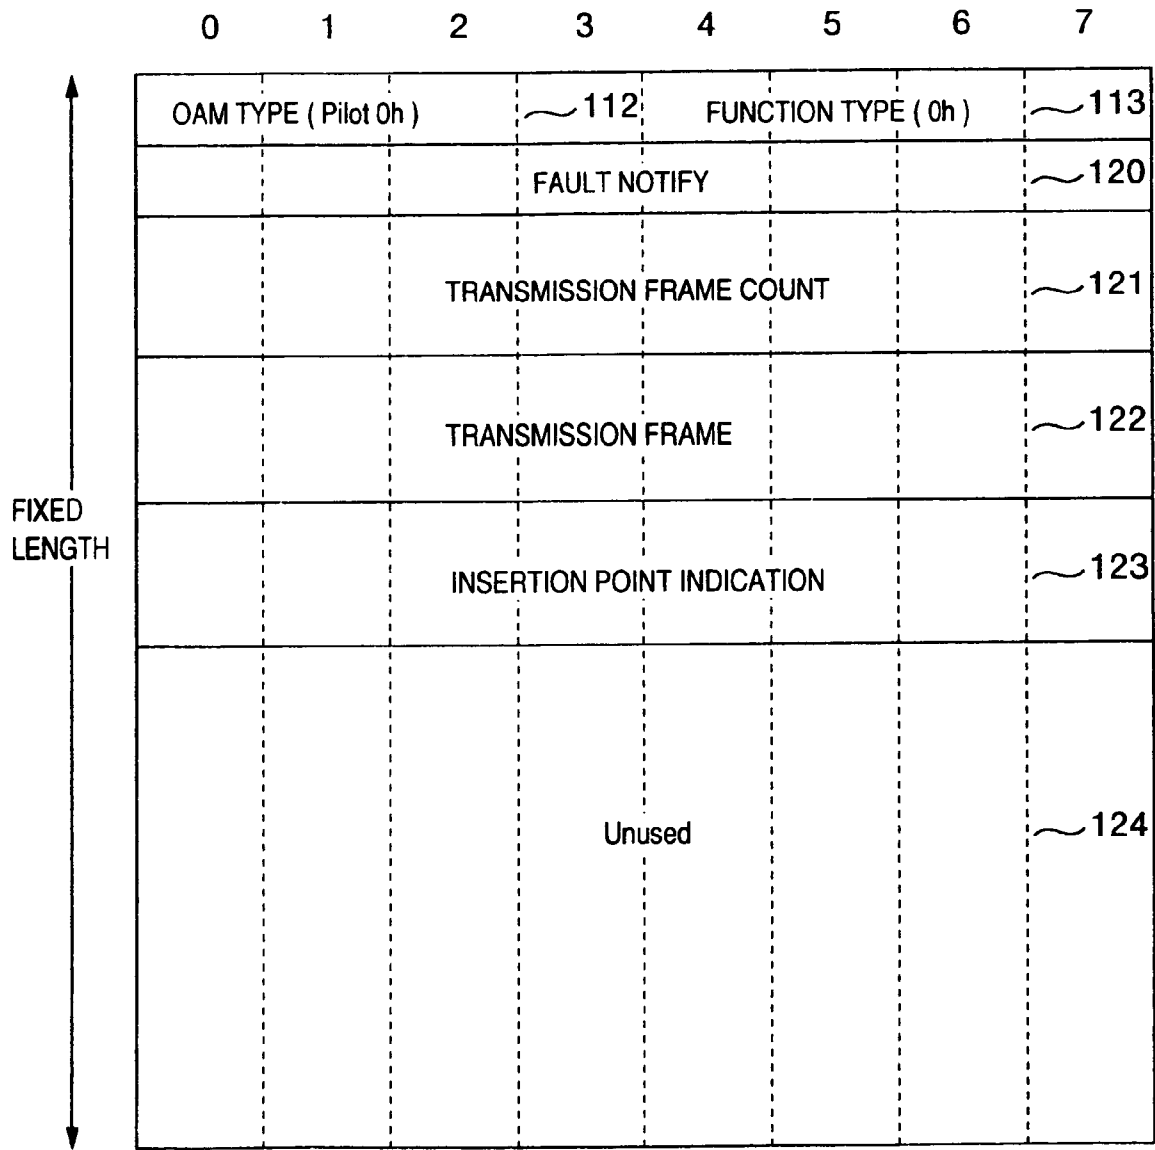 0 1 2 3 4 5 6 7
OAM TYPE ( Pilot 0h ) 112 FUNCTION TYPE ( 0h ) 113
FAULT NOTIFY 120
TRANSMISSION FRAME COUNT 121
TRANSMISSION FRAME 122
FIXED
LENGTH
INSERTION POINT INDICATION 123
Unused 124